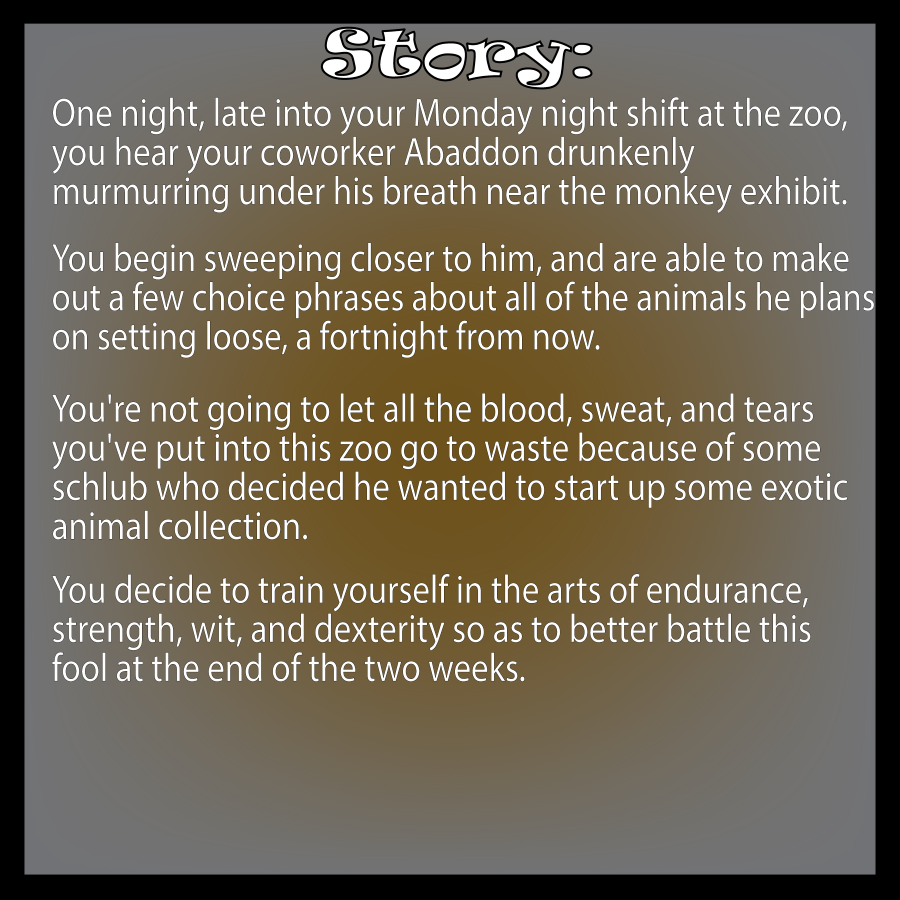 Story:
One night, late into your Monday night shift at the zoo,
you hear your coworker Abaddon drunkenly
murmurring under his breath near the monkey exhibit.
You begin sweeping closer to him, and are able to make
out a few choice phrases about all of the animals he plans
on setting loose, a fortnight from now.
You're not going to let all the blood, sweat, and tears
you've put into this zoo go to waste because of some
schlub who decided he wanted to start up some exotic
animal collection.
You decide to train yourself in the arts of endurance,
strength, wit, and dexterity so as to better battle this
fool at the end of the two weeks.